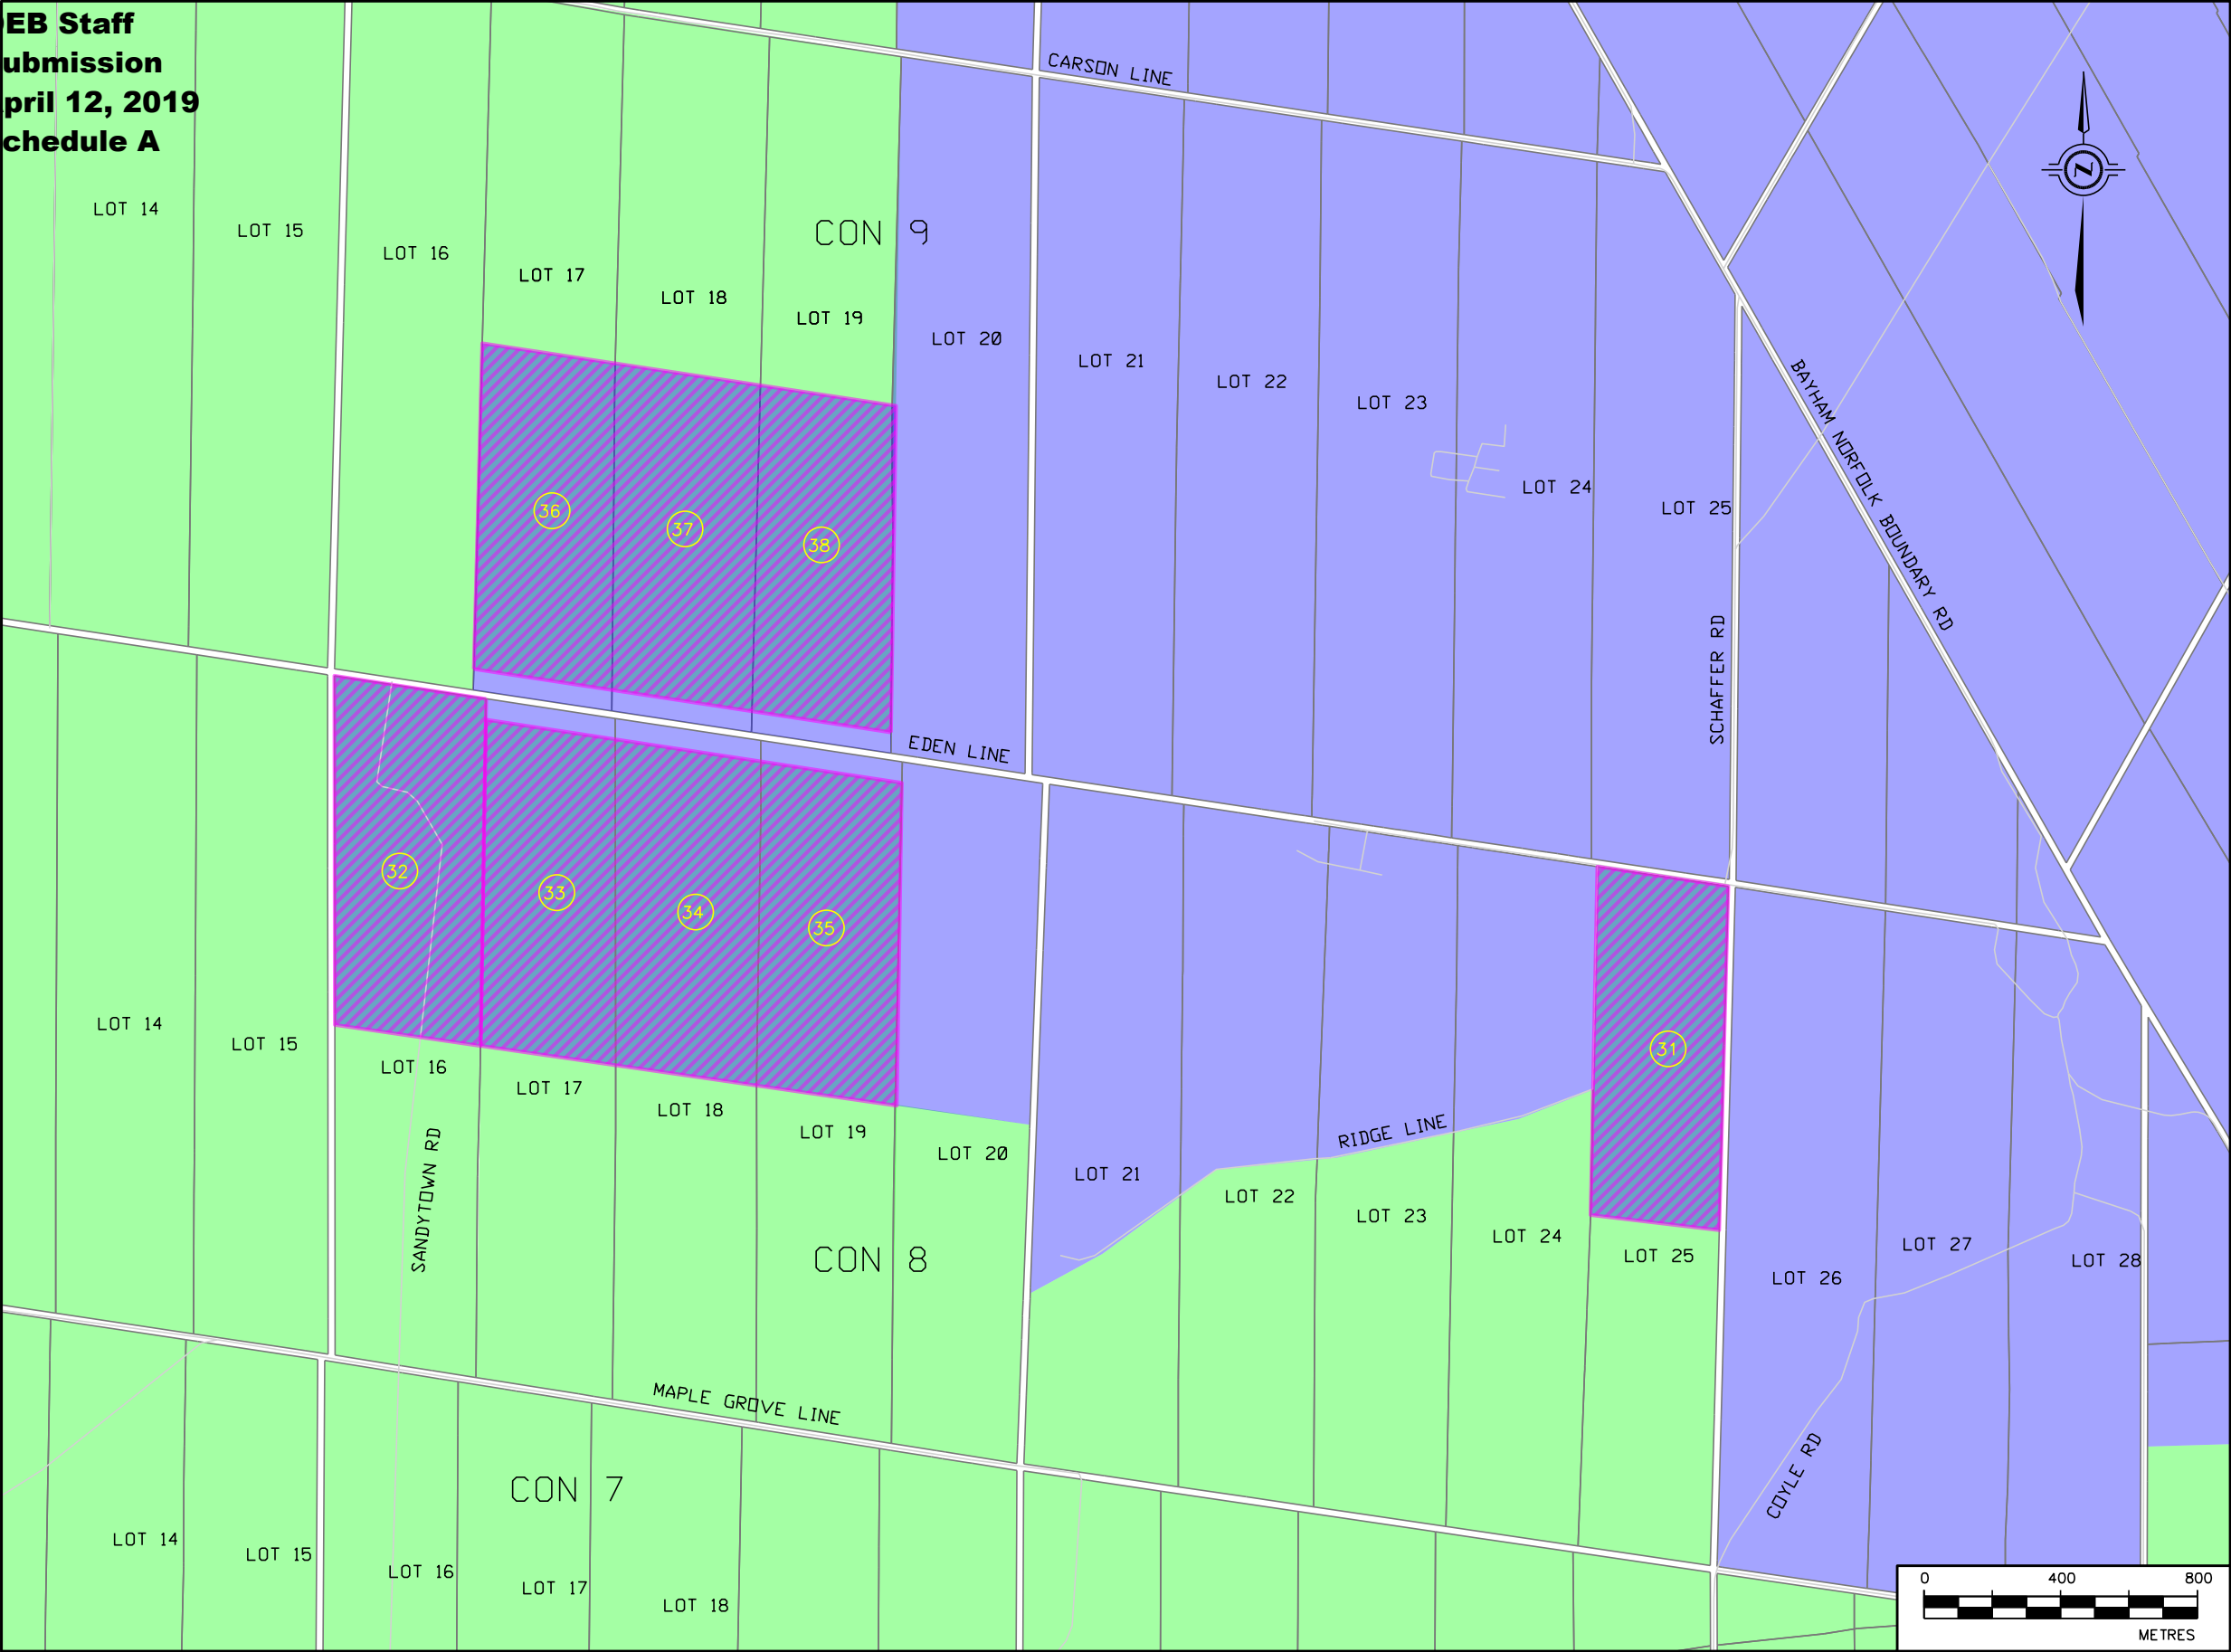 EB Staff
ubmission
pril 12, 2019
chedule A
CARSON LINE
N
LOT 14
LOT 15
LOT 16
LOT 17
LOT 18
LOT 19
CON 9
LOT 20
LOT 21
LOT 22
LOT 23
LOT 24
LOT 25
BAYHAM NORFOLK BOUNDARY RD
SCHAFFER RD
36
37
38
EDEN LINE
32
33
34
35
31
LOT 14
LOT 15
LOT 16
LOT 17
LOT 18
LOT 19
LOT 20
LOT 21
RIDGE LINE
LOT 22
LOT 23
LOT 24
LOT 25
LOT 26
LOT 27
LOT 28
SANDYTOWN RD
CON 8
MAPLE GROVE LINE
COYLE RD
CON 7
LOT 14
LOT 15
LOT 16
LOT 17
LOT 18
0 400 800
METRES